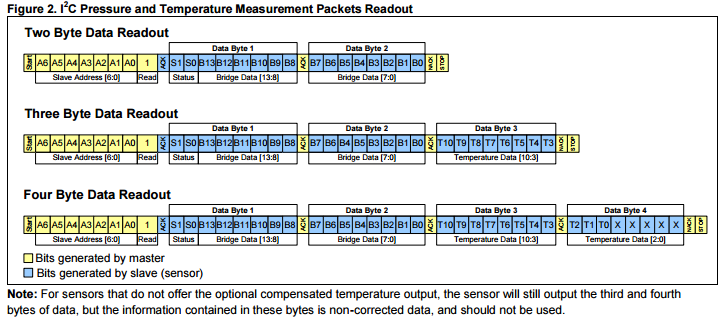 Figure 2. I²C Pressure and Temperature Measurement Packets Readout
Two Byte Data Readout
Data Byte 1 Data Byte 2
Start A6 A5 A4 A3 A2 A1 A0 1 ACK S1 S0 B13 B12 B11 B10 B9 B8 ACK B7 B6 B5 B4 B3 B2 B1 B0 NACK STOP
Slave Address [6:0] Read Status Bridge Data [13:8] Bridge Data [7:0]
Three Byte Data Readout
Data Byte 1 Data Byte 2 Data Byte 3
Start A6 A5 A4 A3 A2 A1 A0 1 ACK S1 S0 B13 B12 B11 B10 B9 B8 ACK B7 B6 B5 B4 B3 B2 B1 B0 ACK T10 T9 T8 T7 T6 T5 T4 T3 NACK STOP
Slave Address [6:0] Read Status Bridge Data [13:8] Bridge Data [7:0] Temperature Data [10:3]
Four Byte Data Readout
Data Byte 1 Data Byte 2 Data Byte 3 Data Byte 4
Start A6 A5 A4 A3 A2 A1 A0 1 ACK S1 S0 B13 B12 B11 B10 B9 B8 ACK B7 B6 B5 B4 B3 B2 B1 B0 ACK T10 T9 T8 T7 T6 T5 T4 T3 ACK T2 T1 T0 X X X X X NACK STOP
Slave Address [6:0] Read Status Bridge Data [13:8] Bridge Data [7:0] Temperature Data [10:3] Temperature Data [2:0]
Bits generated by master
Bits generated by slave (sensor)
Note: For sensors that do not offer the optional compensated temperature output, the sensor will still output the third and fourth
bytes of data, but the information contained in these bytes is non-corrected data, and should not be used.